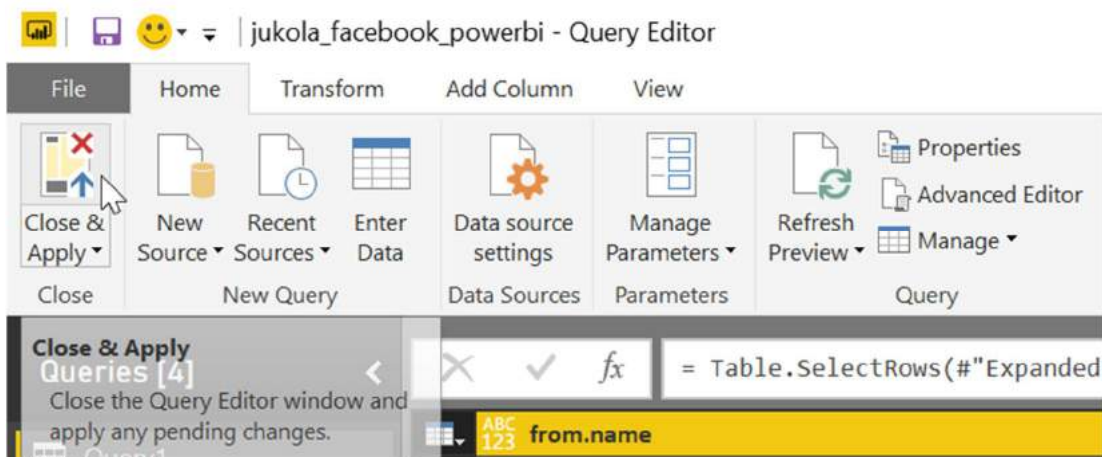 jukola_facebook_powerbi - Query Editor
File Home Transform Add Column View
Close & Apply
New Source
Recent Sources
Enter Data
Data source settings
Manage Parameters
Refresh Preview
Properties
Advanced Editor
Manage
Close New Query Data Sources Parameters Query
Close & Apply
Queries [4]
Close the Query Editor window and
apply any pending changes.
Query1
fx = Table.SelectRows(#"Expanded
ABC
123 from.name